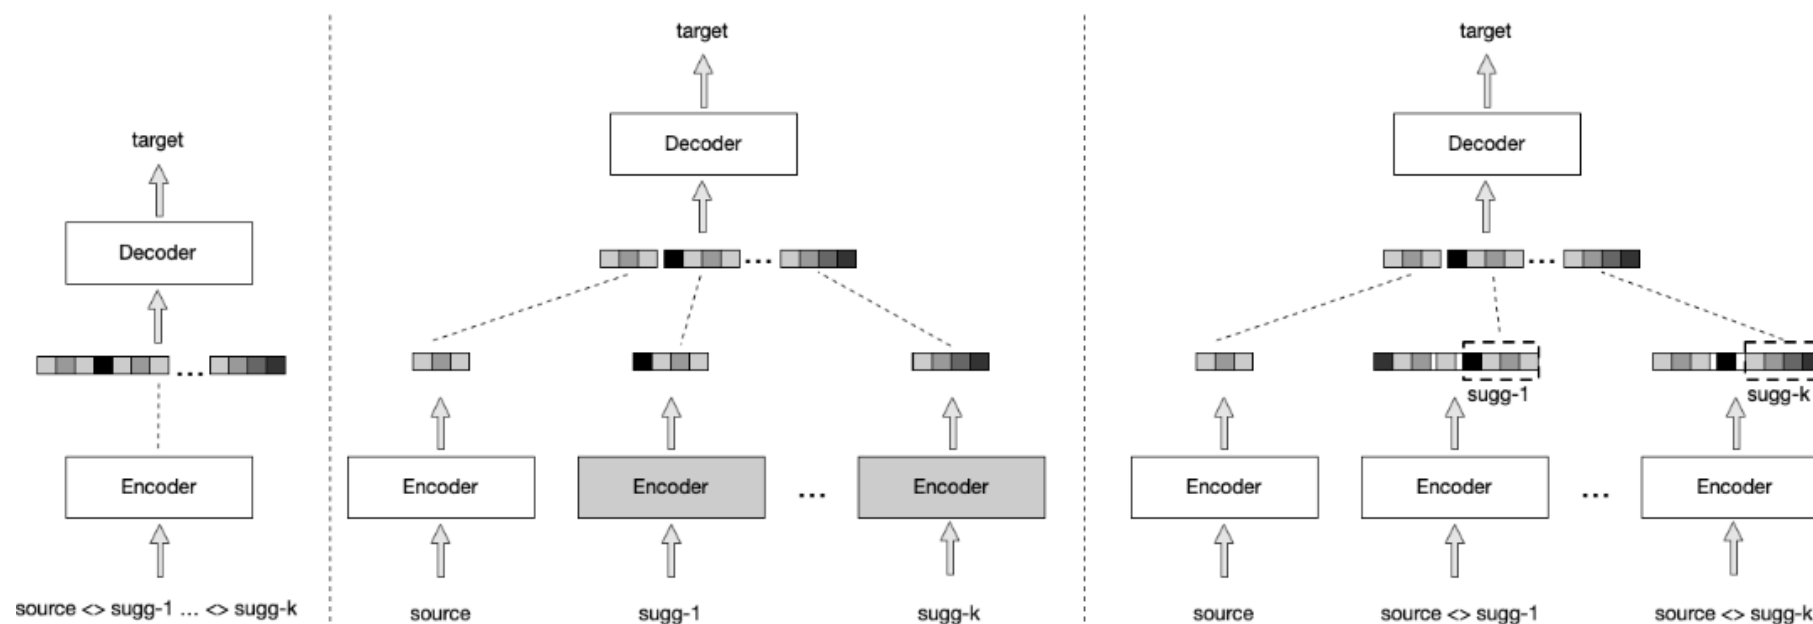 target
Decoder
...
Encoder
source <> sugg-1 ... <> sugg-k
target
Decoder
...
Encoder
Encoder
...
Encoder
source
sugg-1
sugg-k
target
Decoder
...
sugg-1
sugg-k
Encoder
Encoder
...
Encoder
source
source <> sugg-1
source <> sugg-k